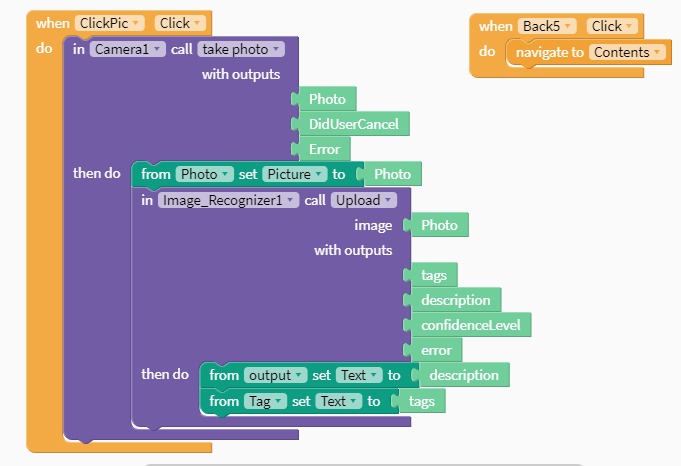 when ClickPic Click
do in Camera1 call take photo
with outputs
Photo
DidUserCancel
Error
then do from Photo set Picture to Photo
in Image_Recognizer1 call Upload
image Photo
with outputs
tags
description
confidenceLevel
error
then do from output set Text to description
from Tag set Text to tags
when Back5 Click
do navigate to Contents